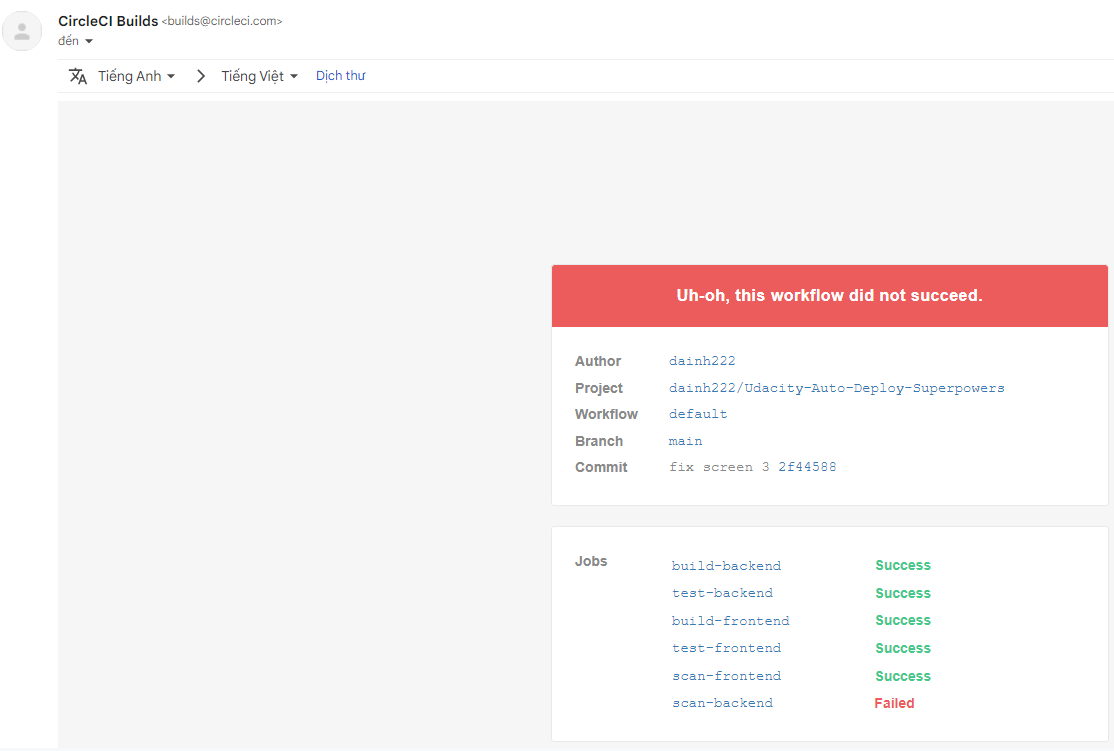 CircleCI Builds <builds@circleci.com>
đến
Tiếng Anh > Tiếng Việt Dịch thư
Uh-oh, this workflow did not succeed.
Author dainh222
Project dainh222/Udacity-Auto-Deploy-Superpowers
Workflow default
Branch main
Commit fix screen 3 2f44588
Jobs build-backend Success
test-backend Success
build-frontend Success
test-frontend Success
scan-frontend Success
scan-backend Failed